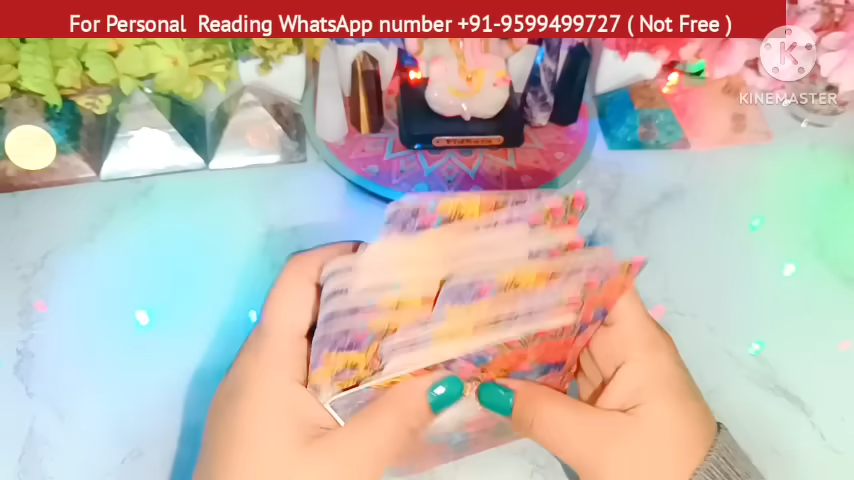 For Personal Reading WhatsApp number +91-9599499727 ( Not Free )
K
KINEMASTER